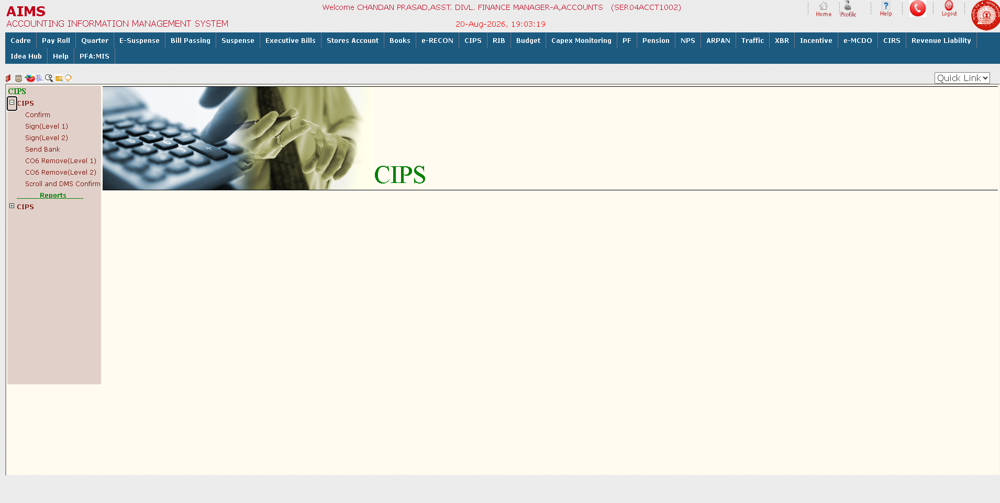 AIMS
ACCOUNTING INFORMATION MANAGEMENT SYSTEM
Welcome CHANDAN PRASAD,ASST. DIVL. FINANCE MANAGER-A,ACCOUNTS (SER04ACCT1002)
20-Aug-2026, 19:03:19
Home Profile Help Logout
Cadre Pay Roll Quarter E-Suspense Bill Passing Suspense Executive Bills Stores Account Books e-RECON CIPS RIB Budget Capex Monitoring PF Pension NPS ARPAN Traffic XBR Incentive e-MCDO CIRS Revenue Liability
Idea Hub Help PFA:MIS
Quick Link
CIPS
CIPS
Confirm
Sign(Level 1)
Sign(Level 2)
Send Bank
CO6 Remove(Level 1)
CO6 Remove(Level 2)
Scroll and DMS Confirm
Reports
CIPS
CIPS